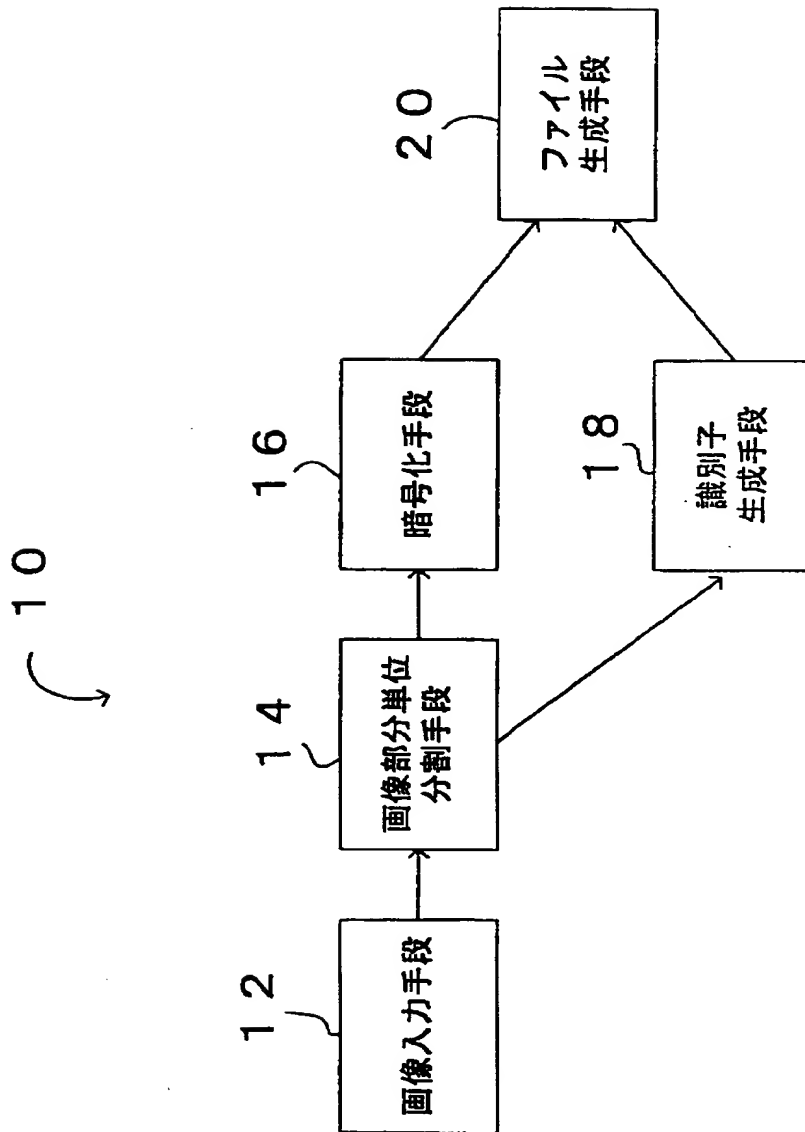 １０
１２
画像入力手段
１４
画像部分単位
分割手段
１６
暗号化手段
１８
識別子
生成手段
２０
ファイル
生成手段